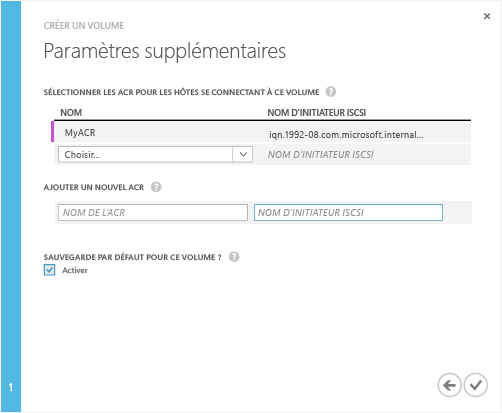 CRÉER UN VOLUME
Paramètres supplémentaires
SÉLECTIONNER LES ACR POUR LES HÔTES SE CONNECTANT À CE VOLUME ?
NOM NOM D'INITIATEUR ISCSI
MyACR iqn.1992-08.com.microsoft.internal...
Choisir... NOM D'INITIATEUR ISCSI
AJOUTER UN NOUVEL ACR ?
NOM DE L'ACR NOM D'INITIATEUR ISCSI
SAUVEGARDE PAR DÉFAUT POUR CE VOLUME ? ?
Activer
1